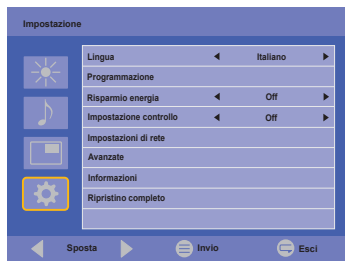 Impostazione
Lingua Italiano
Programmazione
Risparmio energia Off
Impostazione controllo Off
Impostazioni di rete
Avanzate
Informazioni
Ripristino completo
Sposta Invio Esci